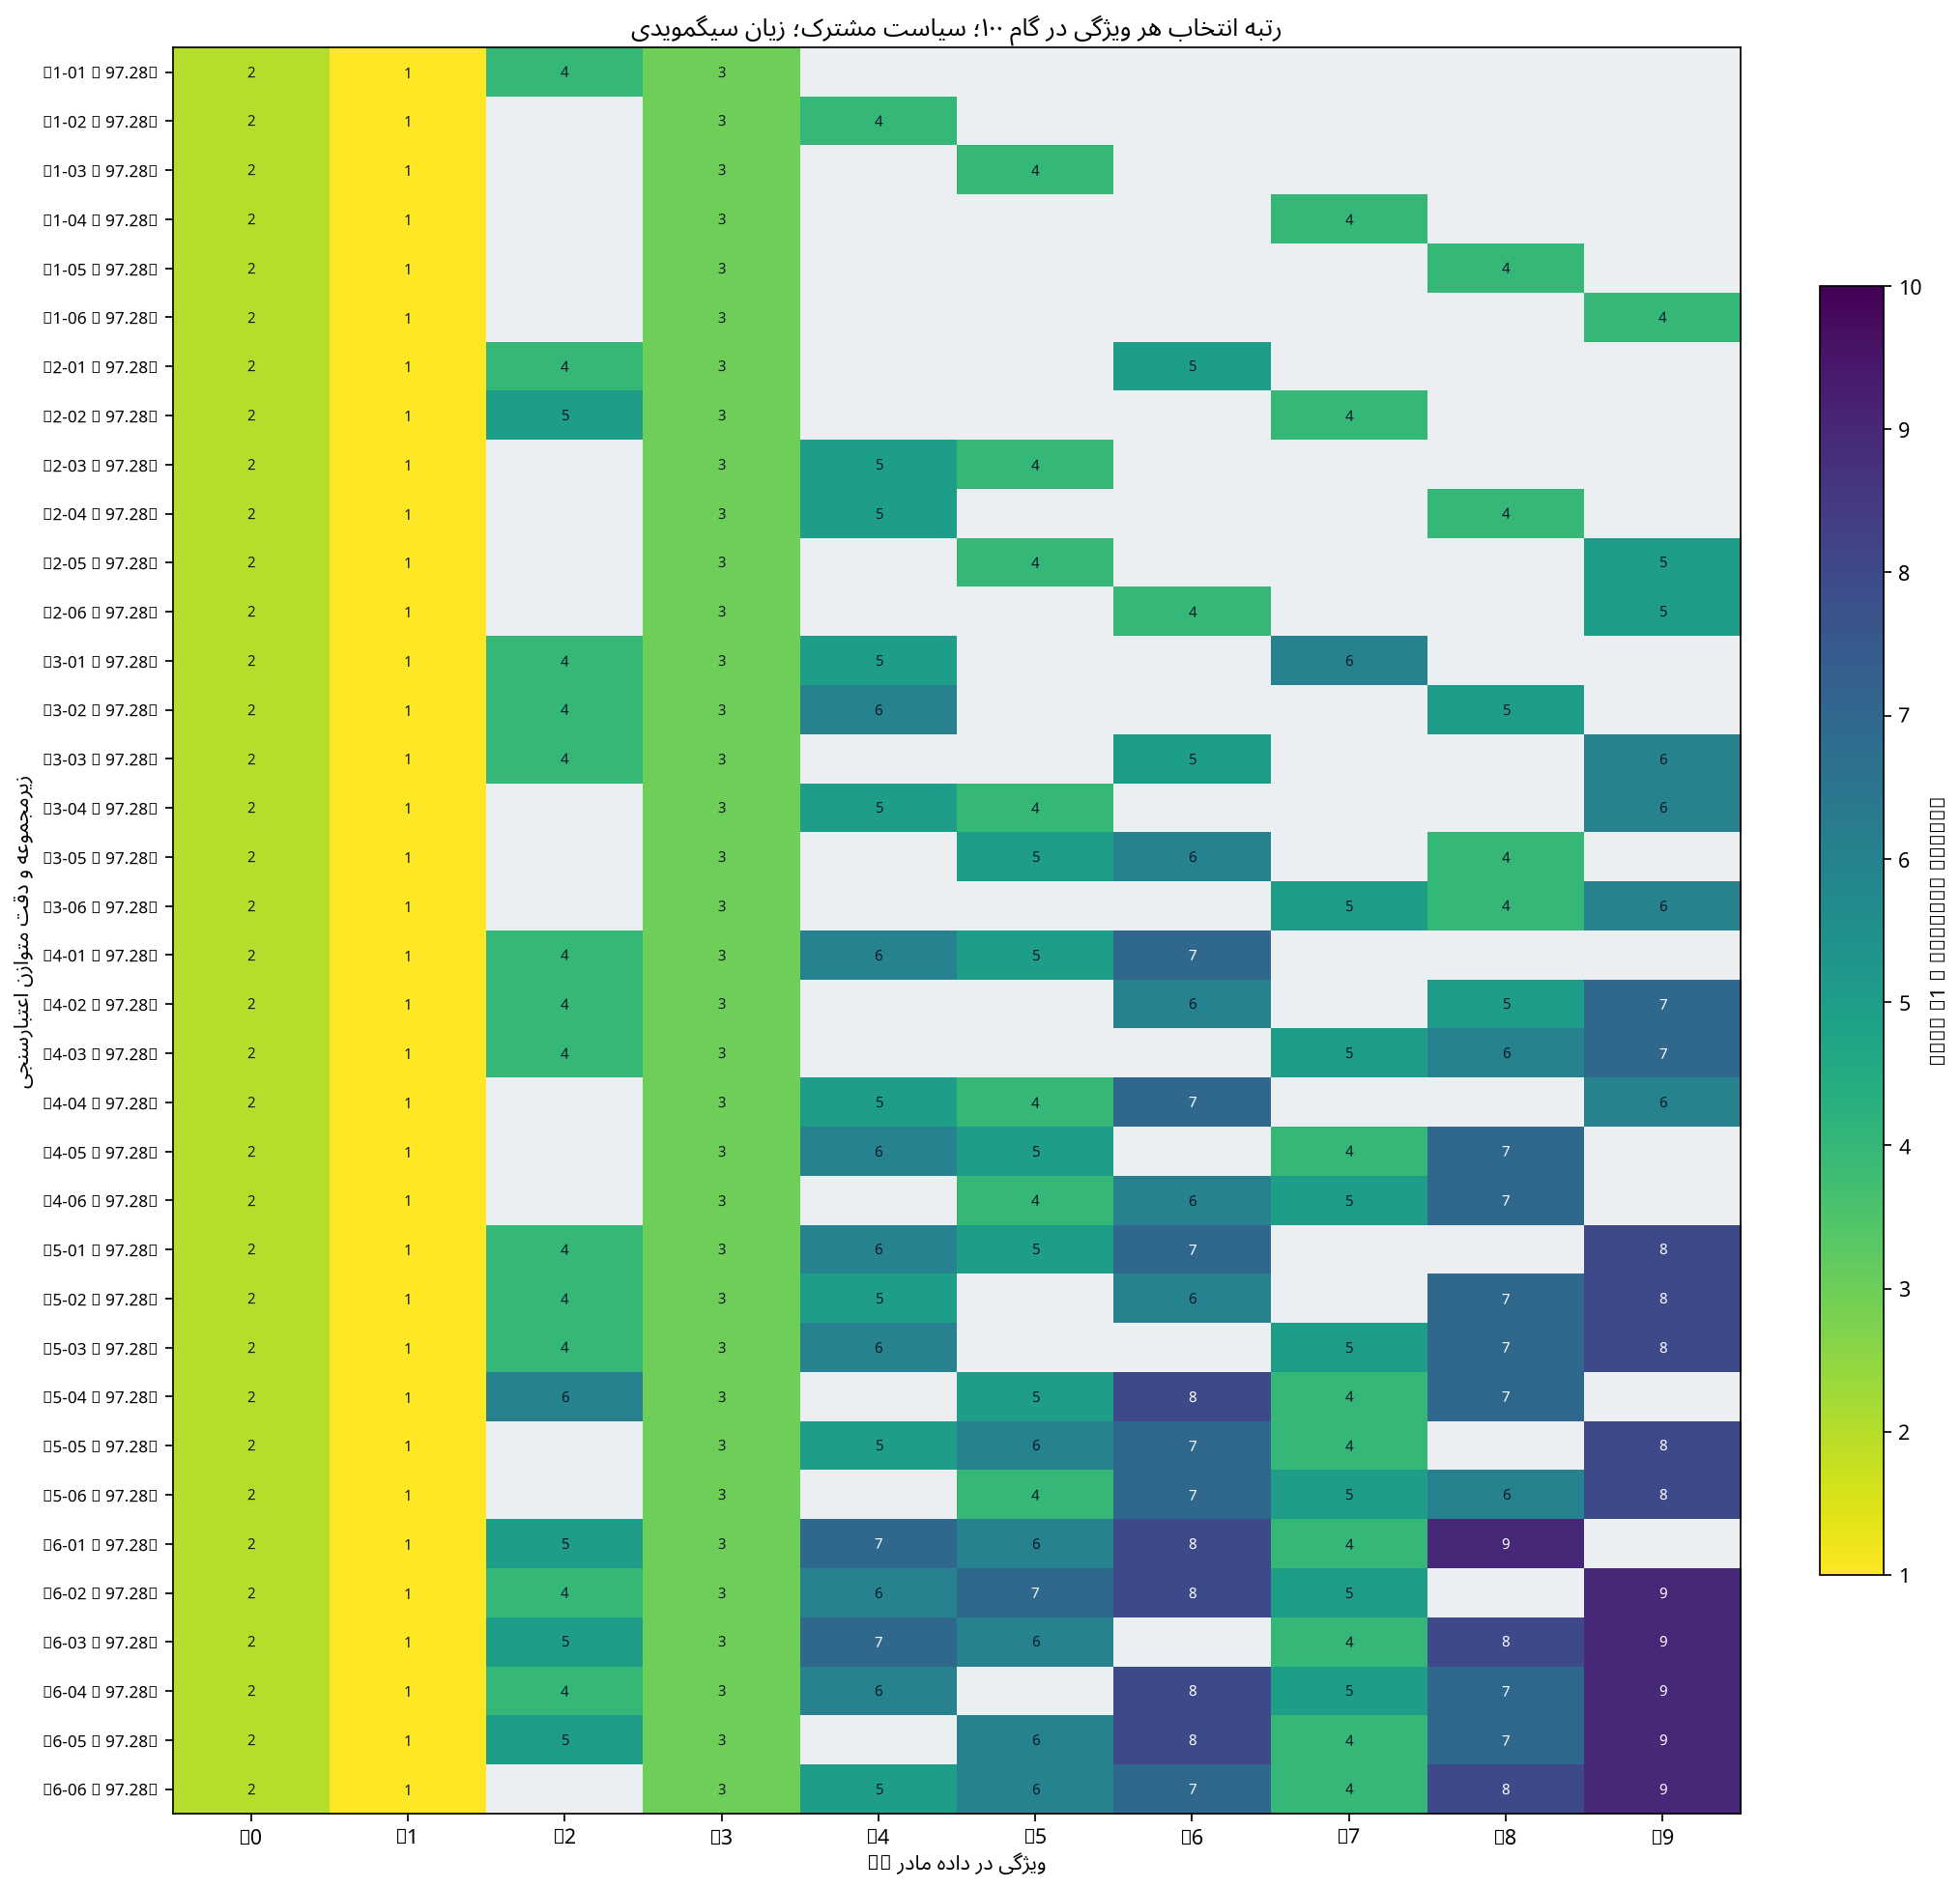 رتبه انتخاب هر ویژگی در گام ۱۰۰؛ سیاست مشترک؛ زیان سیگمویدی
زیرمجموعه و دقت متوازن اعتبارسنجی
1-01 97.28 2 1 4 3
1-02 97.28 2 1 3 4
1-03 97.28 2 1 3 4
1-04 97.28 2 1 3 4
1-05 97.28 2 1 3 4
1-06 97.28 2 1 3 4
2-01 97.28 2 1 4 3 5
2-02 97.28 2 1 5 3 4
2-03 97.28 2 1 3 5 4
2-04 97.28 2 1 3 5 4
2-05 97.28 2 1 3 4 5
2-06 97.28 2 1 3 4 5
3-01 97.28 2 1 4 3 5 6
3-02 97.28 2 1 4 3 6 5
3-03 97.28 2 1 4 3 5 6
3-04 97.28 2 1 3 5 4 6
3-05 97.28 2 1 3 5 6 4
3-06 97.28 2 1 3 5 4 6
4-01 97.28 2 1 4 3 6 5 7
4-02 97.28 2 1 4 3 6 5 7
4-03 97.28 2 1 4 3 5 6 7
4-04 97.28 2 1 3 5 4 7 6
4-05 97.28 2 1 3 6 5 4 7
4-06 97.28 2 1 3 4 6 5 7
5-01 97.28 2 1 4 3 6 5 7 8
5-02 97.28 2 1 4 3 5 6 7 8
5-03 97.28 2 1 4 3 6 5 7 8
5-04 97.28 2 1 6 3 5 8 4 7
5-05 97.28 2 1 3 5 6 7 4 8
5-06 97.28 2 1 3 4 7 5 6 8
6-01 97.28 2 1 5 3 7 6 8 4 9
6-02 97.28 2 1 4 3 6 7 8 5 9
6-03 97.28 2 1 5 3 7 6 4 8 9
6-04 97.28 2 1 4 3 6 8 5 7 9
6-05 97.28 2 1 5 3 6 8 4 7 9
6-06 97.28 2 1 3 5 6 7 4 8 9
0 1 2 3 4 5 6 7 8 9
ویژگی در داده مادر
10
9
8
7
6
5
4
3
2
1
1